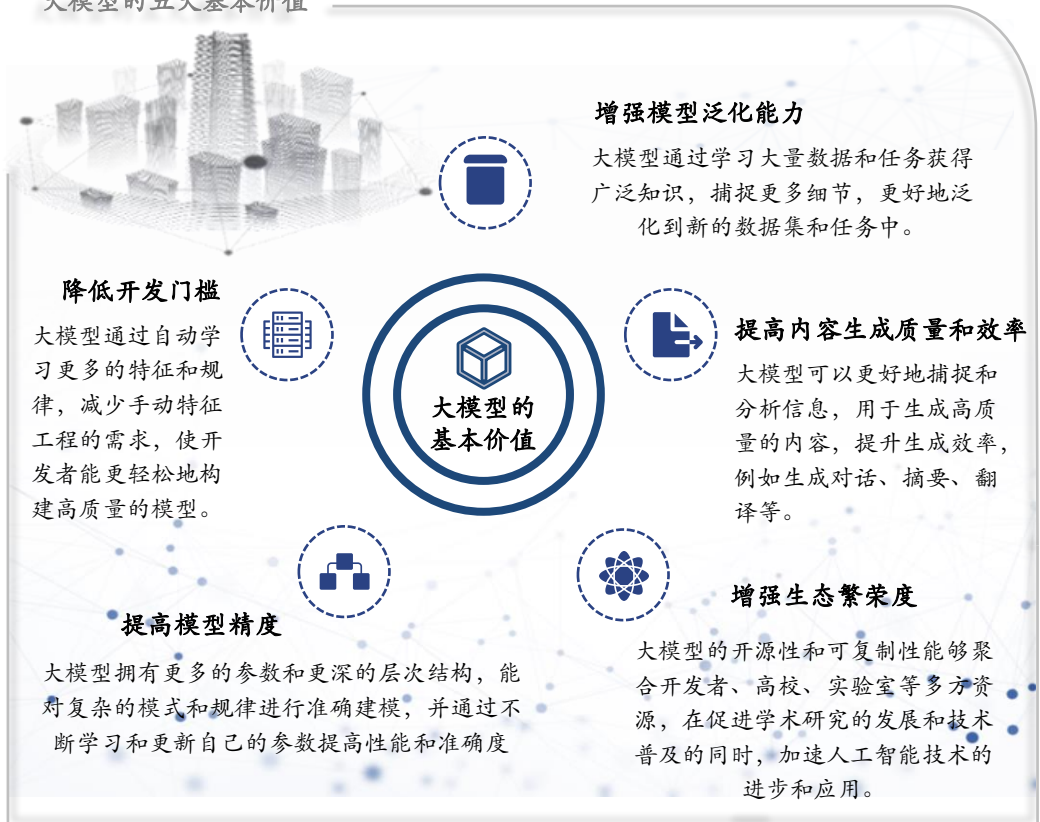 大模型的五大基本价值
增强模型泛化能力
大模型通过学习大量数据和任务获得
广泛知识，捕捉更多细节，更好地泛
化到新的数据集和任务中。
降低开发门槛
大模型通过自动学
习更多的特征和规
律，减少手动特征
工程的需求，使开
发者能更轻松地构
建高质量的模型。
大模型的
基本价值
提高内容生成质量和效率
大模型可以更好地捕捉和
分析信息，用于生成高质
量的内容，提升生成效率，
例如生成对话、摘要、翻
译等。
提高模型精度
大模型拥有更多的参数和更深的层次结构，能
对复杂的模式和规律进行准确建模，并通过不
断学习和更新自己的参数提高性能和准确度
增强生态繁荣度
大模型的开源性和可复制性能够聚
合开发者、高校、实验室等多方资
源，在促进学术研究的发展和技术
普及的同时，加速人工智能技术的
进步和应用。